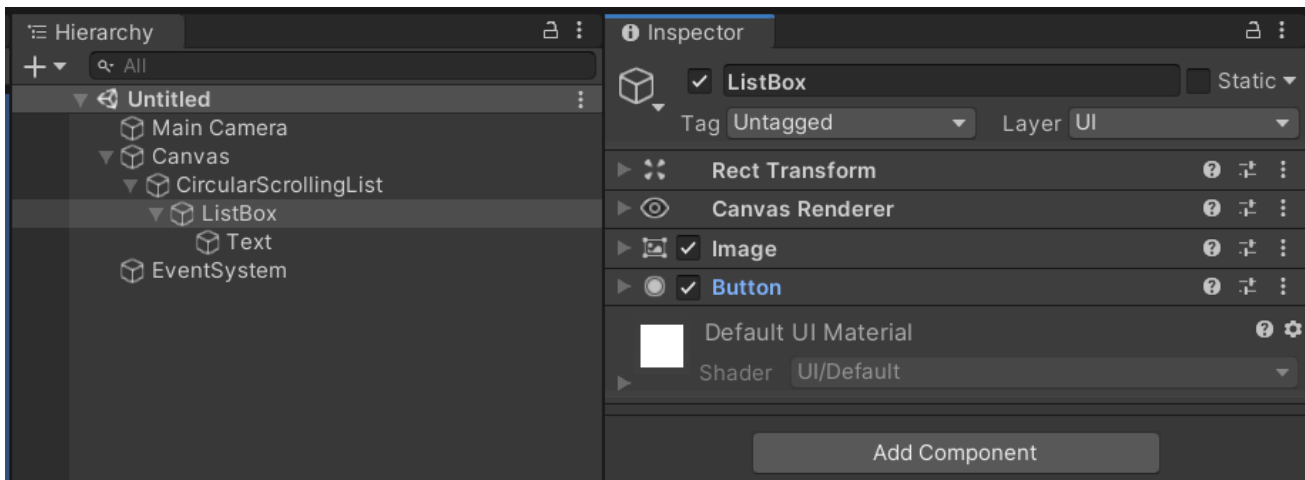 Hierarchy
All
Untitled
Main Camera
Canvas
CircularScrollingList
ListBox
Text
EventSystem
Inspector
ListBox Static
Tag Untagged Layer UI
Rect Transform
Canvas Renderer
Image
Button
Default UI Material
Shader UI/Default
Add Component